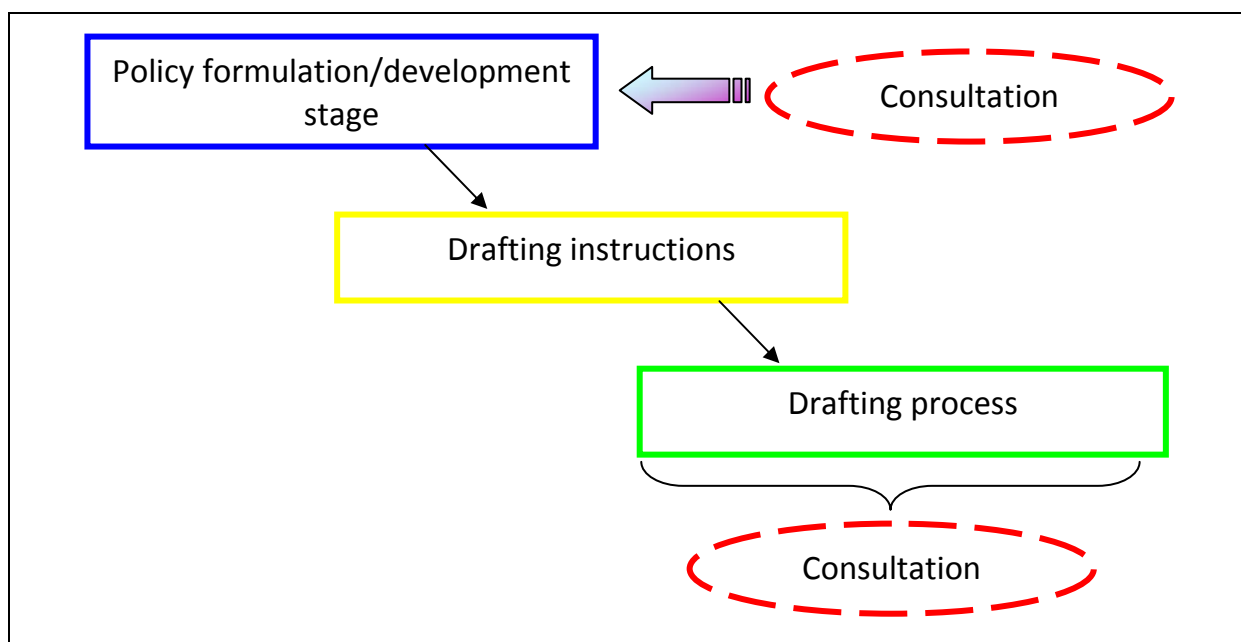 Policy formulation/development
stage
Consultation
Drafting instructions
Drafting process
Consultation